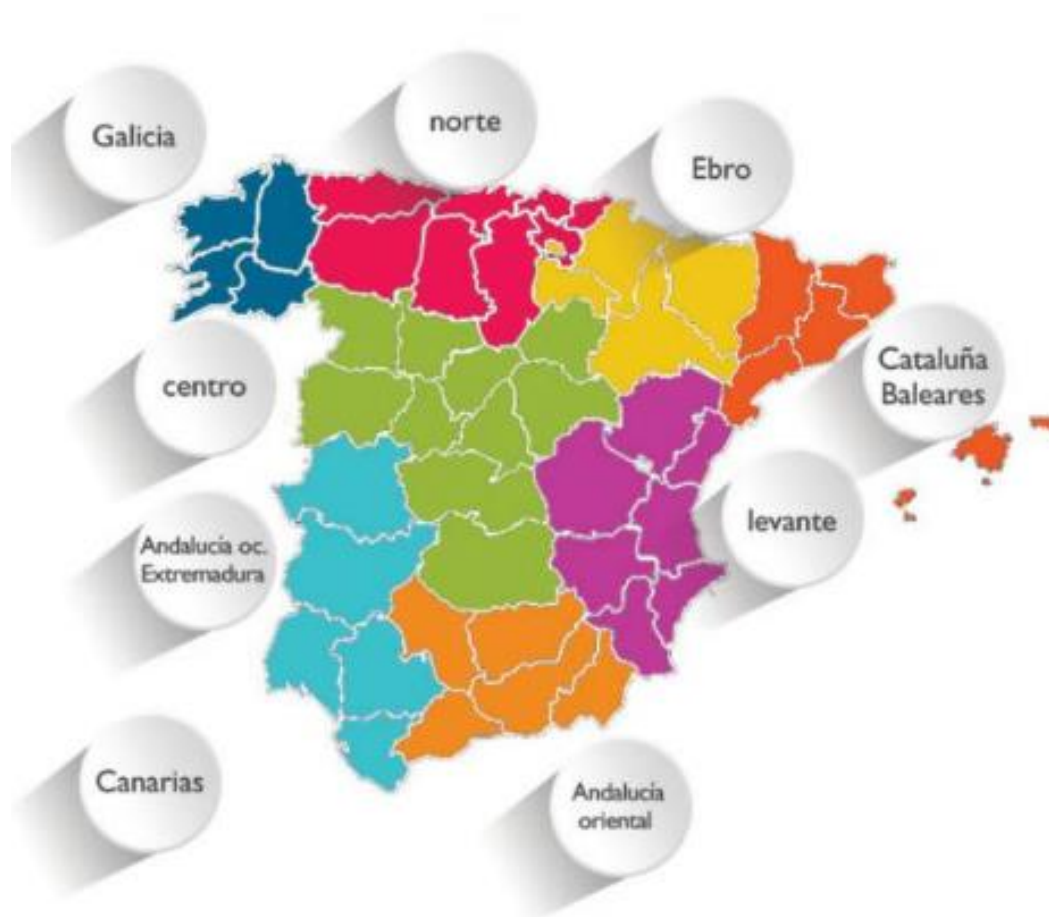 Galicia
norte
Ebro
centro
Cataluña
Baleares
Andalucía oc.
Extremadura
levante
Canarias
Andalucía
oriental